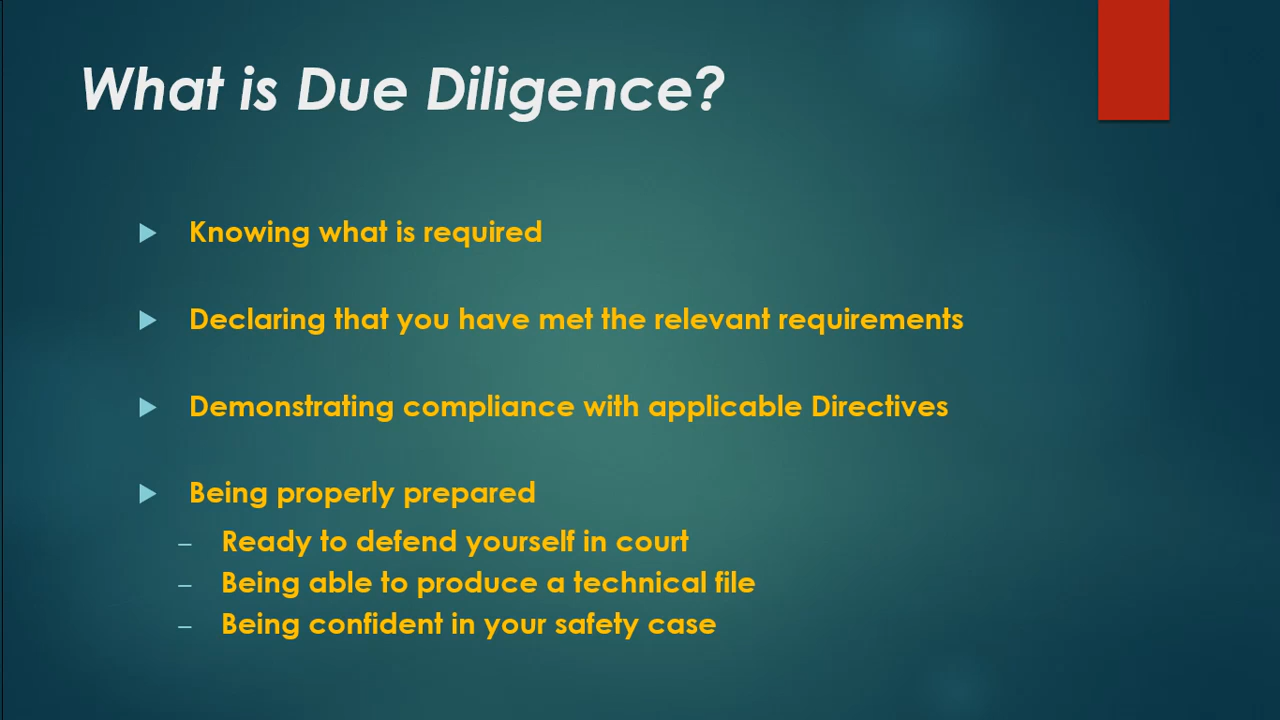 What is Due Diligence?
Knowing what is required
Declaring that you have met the relevant requirements
Demonstrating compliance with applicable Directives
Being properly prepared
– Ready to defend yourself in court
– Being able to produce a technical file
– Being confident in your safety case